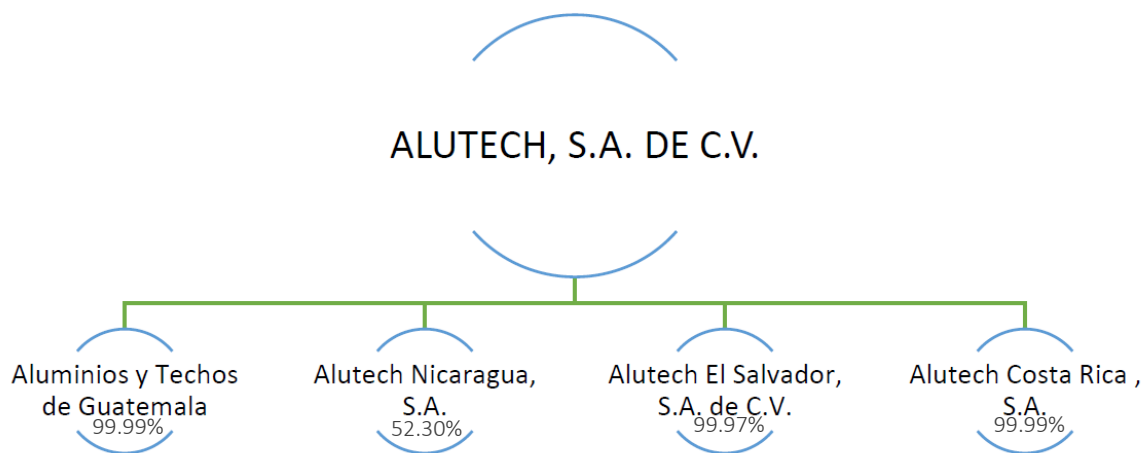 ALUTECH, S.A. DE C.V.
Aluminios y Techos
de Guatemala
99.99%
Alutech Nicaragua,
S.A.
52.30%
Alutech El Salvador,
S.A. de C.V.
99.97%
Alutech Costa Rica ,
S.A.
99.99%